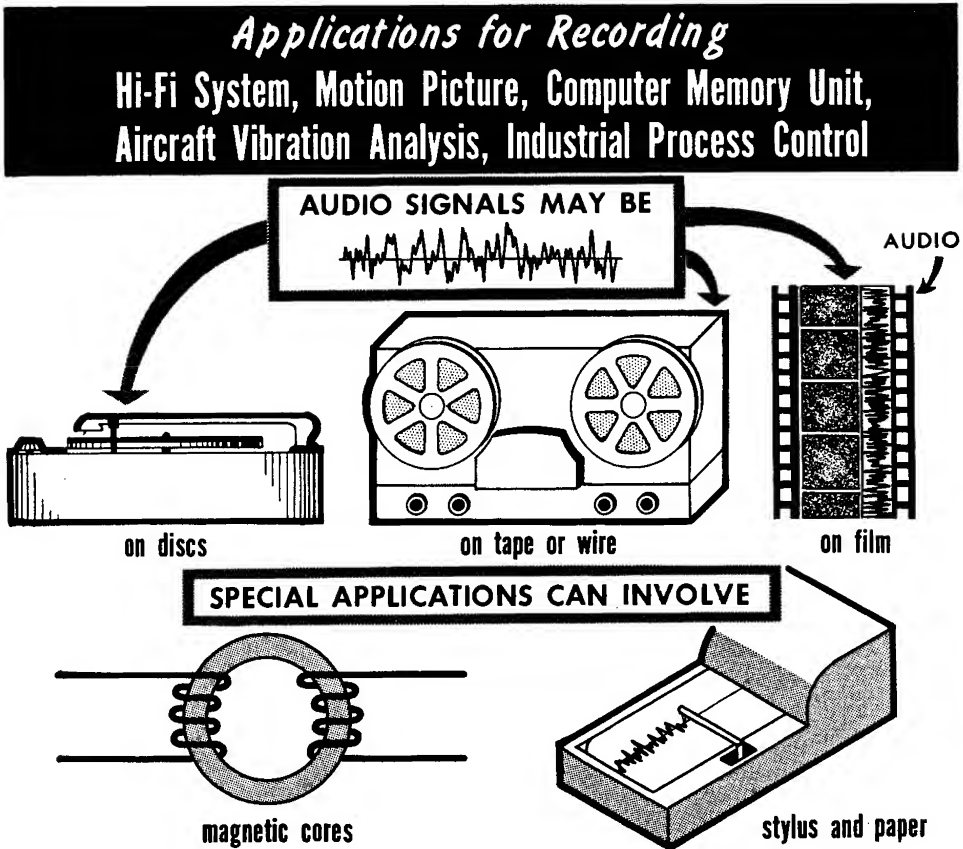 Applications for Recording
Hi-Fi System, Motion Picture, Computer Memory Unit,
Aircraft Vibration Analysis, Industrial Process Control
AUDIO SIGNALS MAY BE
AUDIO
on discs
on tape or wire
on film
SPECIAL APPLICATIONS CAN INVOLVE
magnetic cores
stylus and paper